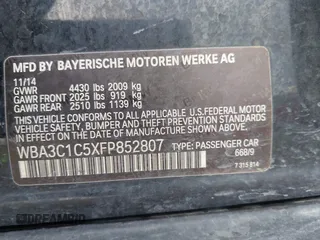 MFD BY BAYERISCHE MOTOREN WERKE AG
11/14
GVWR 4430 lbs 2009 kg
GAWR FRONT 2025 lbs 919 kg
GAWR REAR 2510 lbs 1139 kg
THIS VEHICLE CONFORMS TO ALL APPLICABLE U.S. FEDERAL MOTOR
VEHICLE SAFETY, BUMPER, AND THEFT PREVENTION STANDARDS
IN EFFECT ON THE DATE OF MANUFACTURE SHOWN ABOVE.
WBA3C1C5XFP852807 TYPE: PASSENGER CAR
668/9
7 315 814